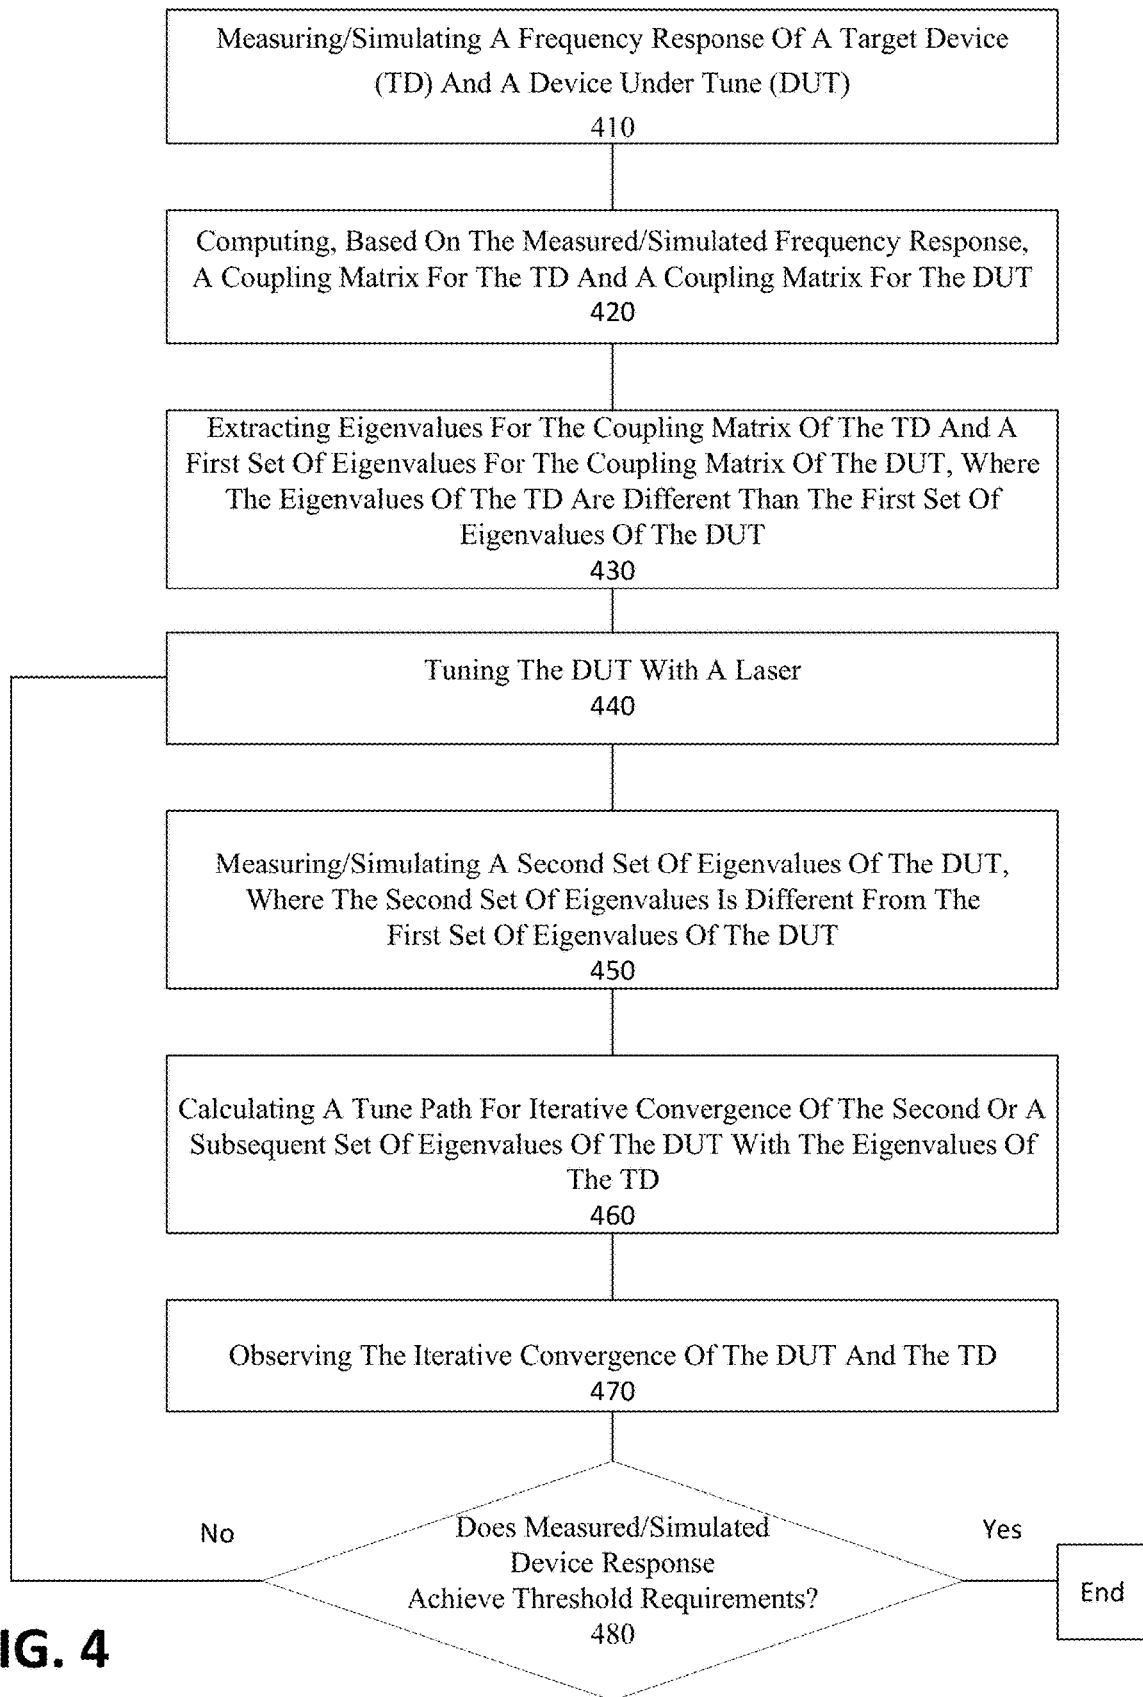 Measuring/Simulating A Frequency Response Of A Target Device
(TD) And A Device Under Tune (DUT)
410
Computing, Based On The Measured/Simulated Frequency Response,
A Coupling Matrix For The TD And A Coupling Matrix For The DUT
420
Extracting Eigenvalues For The Coupling Matrix Of The TD And A
First Set Of Eigenvalues For The Coupling Matrix Of The DUT, Where
The Eigenvalues Of The TD Are Different Than The First Set Of
Eigenvalues Of The DUT
430
Tuning The DUT With A Laser
440
Measuring/Simulating A Second Set Of Eigenvalues Of The DUT,
Where The Second Set Of Eigenvalues Is Different From The
First Set Of Eigenvalues Of The DUT
450
Calculating A Tune Path For Iterative Convergence Of The Second Or A
Subsequent Set Of Eigenvalues Of The DUT With The Eigenvalues Of
The TD
460
Observing The Iterative Convergence Of The DUT And The TD
470
No
Does Measured/Simulated
Device Response
Achieve Threshold Requirements?
480
Yes
End
IG. 4